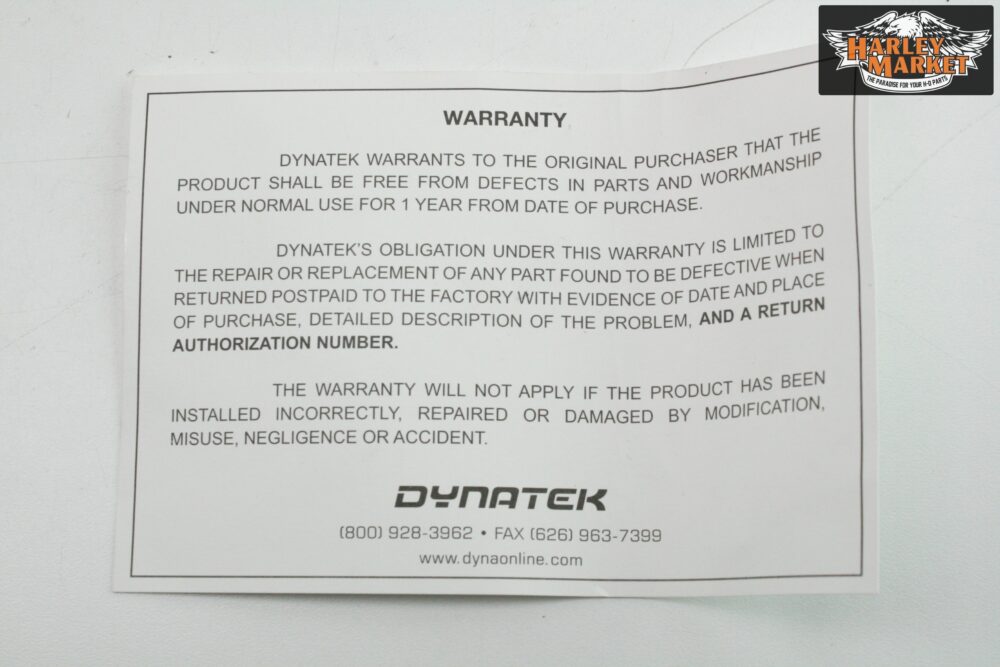 HARLEY
MARKET
THE PARADISE FOR YOUR H-D PARTS
WARRANTY
DYNATEK WARRANTS TO THE ORIGINAL PURCHASER THAT THE
PRODUCT SHALL BE FREE FROM DEFECTS IN PARTS AND WORKMANSHIP
UNDER NORMAL USE FOR 1 YEAR FROM DATE OF PURCHASE.
DYNATEK'S OBLIGATION UNDER THIS WARRANTY IS LIMITED TO
THE REPAIR OR REPLACEMENT OF ANY PART FOUND TO BE DEFECTIVE WHEN
RETURNED POSTPAID TO THE FACTORY WITH EVIDENCE OF DATE AND PLACE
OF PURCHASE, DETAILED DESCRIPTION OF THE PROBLEM, AND A RETURN
AUTHORIZATION NUMBER.
THE WARRANTY WILL NOT APPLY IF THE PRODUCT HAS BEEN
INSTALLED INCORRECTLY, REPAIRED OR DAMAGED BY MODIFICATION,
MISUSE, NEGLIGENCE OR ACCIDENT.
DYNATEK
(800) 928-3962 • FAX (626) 963-7399
www.dynaonline.com